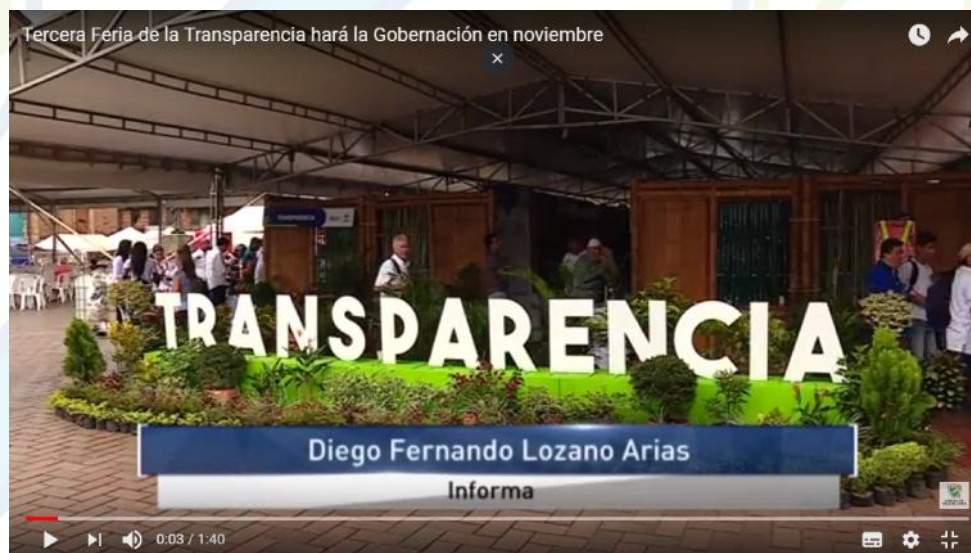 Tercera Feria de la Transparencia hará la Gobernación en noviembre
TRANSPARENCIA
TRANSPARENCIA
Diego Fernando Lozano Arias
Informa
0:03 / 1:40